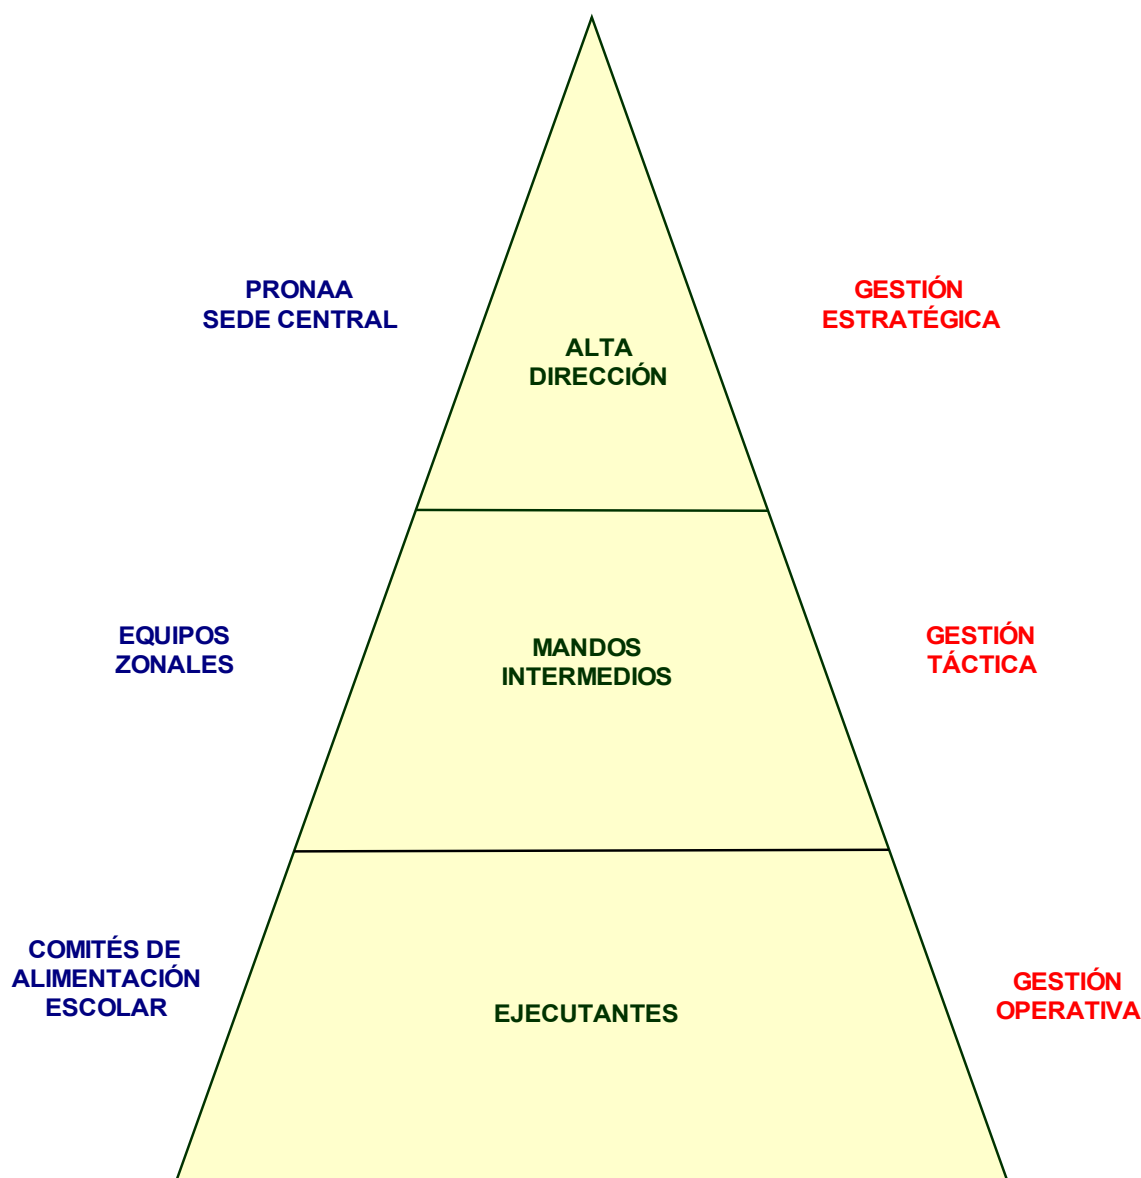 PRONAA
SEDE CENTRAL
GESTIÓN
ESTRATÉGICA
ALTA
DIRECCIÓN
EQUIPOS
ZONALES
MANDOS
INTERMEDIOS
GESTIÓN
TÁCTICA
COMITÉS DE
ALIMENTACIÓN
ESCOLAR
EJECUTANTES
GESTIÓN
OPERATIVA